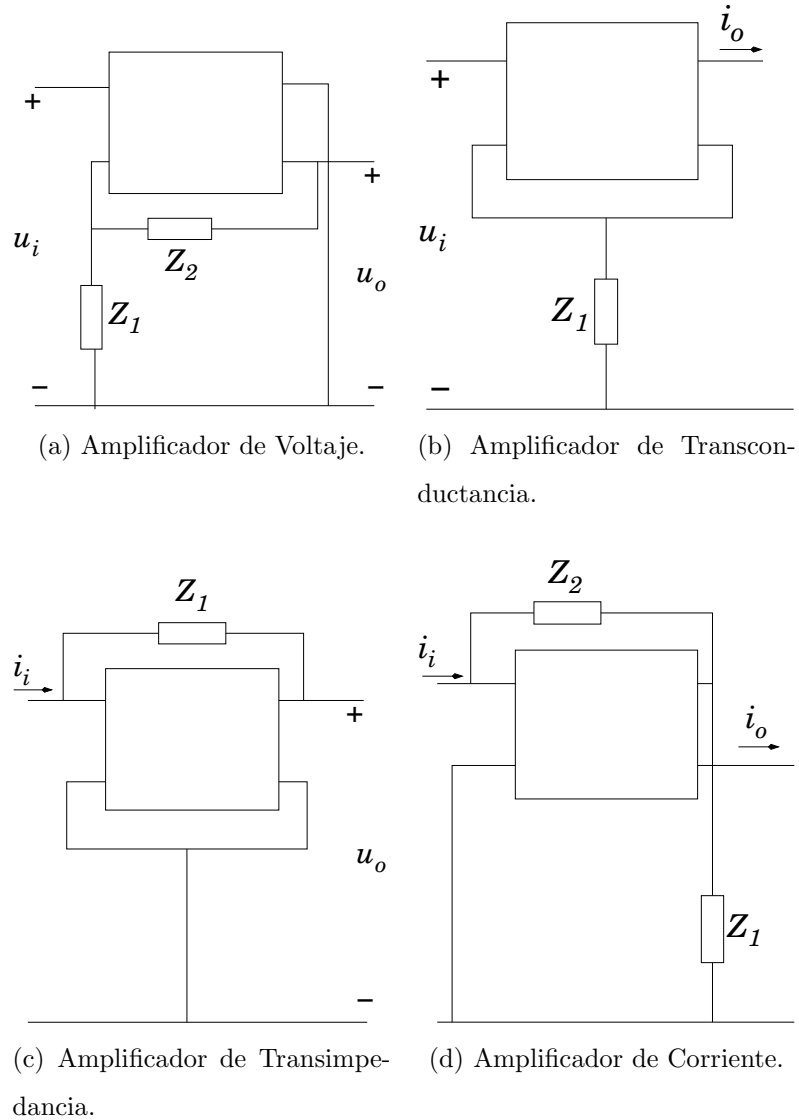 +
u_i
Z_2
Z_1
+
u_o
−
−
(a) Amplificador de Voltaje.
i_o
+
u_i
Z_1
−
(b) Amplificador de Transcon-
ductancia.
Z_1
i_i
+
u_o
−
(c) Amplificador de Transimpe-
dancia.
Z_2
i_i
i_o
Z_1
(d) Amplificador de Corriente.